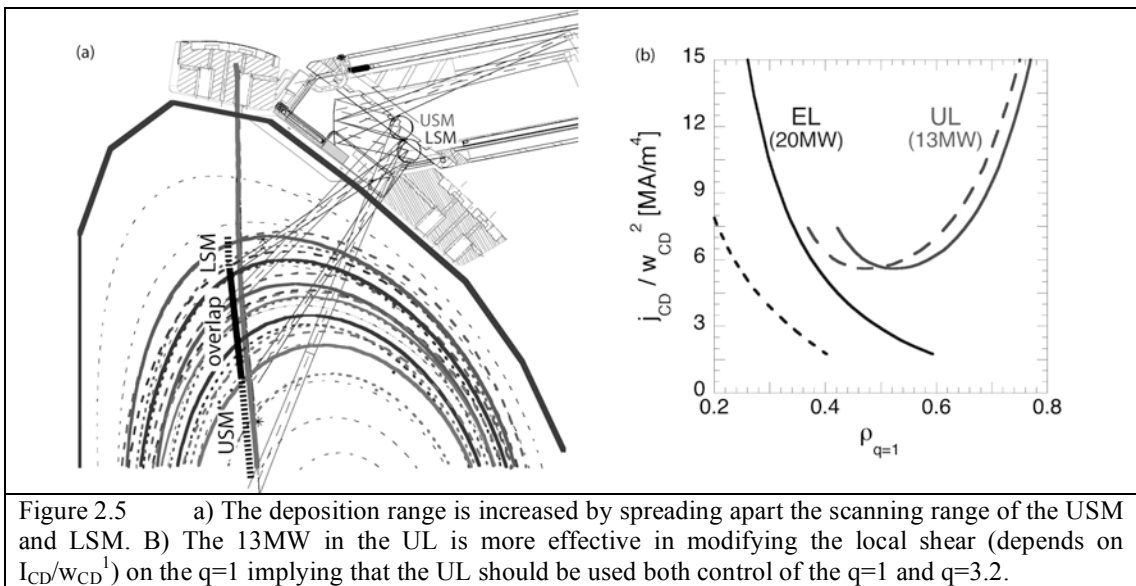 (a)
USM
LSM
LSM
overlap
USM
*
(b)
15
12
9
6
3
0
j_CD / w_CD^2 [MA/m^4]
EL
(20MW)
UL
(13MW)
0.2 0.4 0.6 0.8
ρ_q=1
Figure 2.5 a) The deposition range is increased by spreading apart the scanning range of the USM
and LSM. B) The 13MW in the UL is more effective in modifying the local shear (depends on
I_CD/w_CD^1) on the q=1 implying that the UL should be used both control of the q=1 and q=3.2.